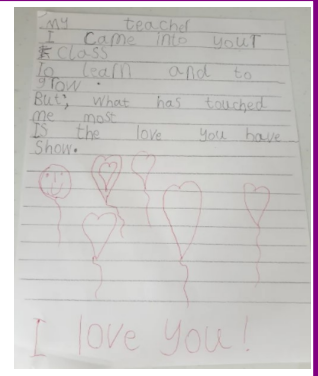 My teacher
I Came into youT
Class
To learn and to
grow.
But; what has touched
me most
IS the love you have
Show.
I love you!